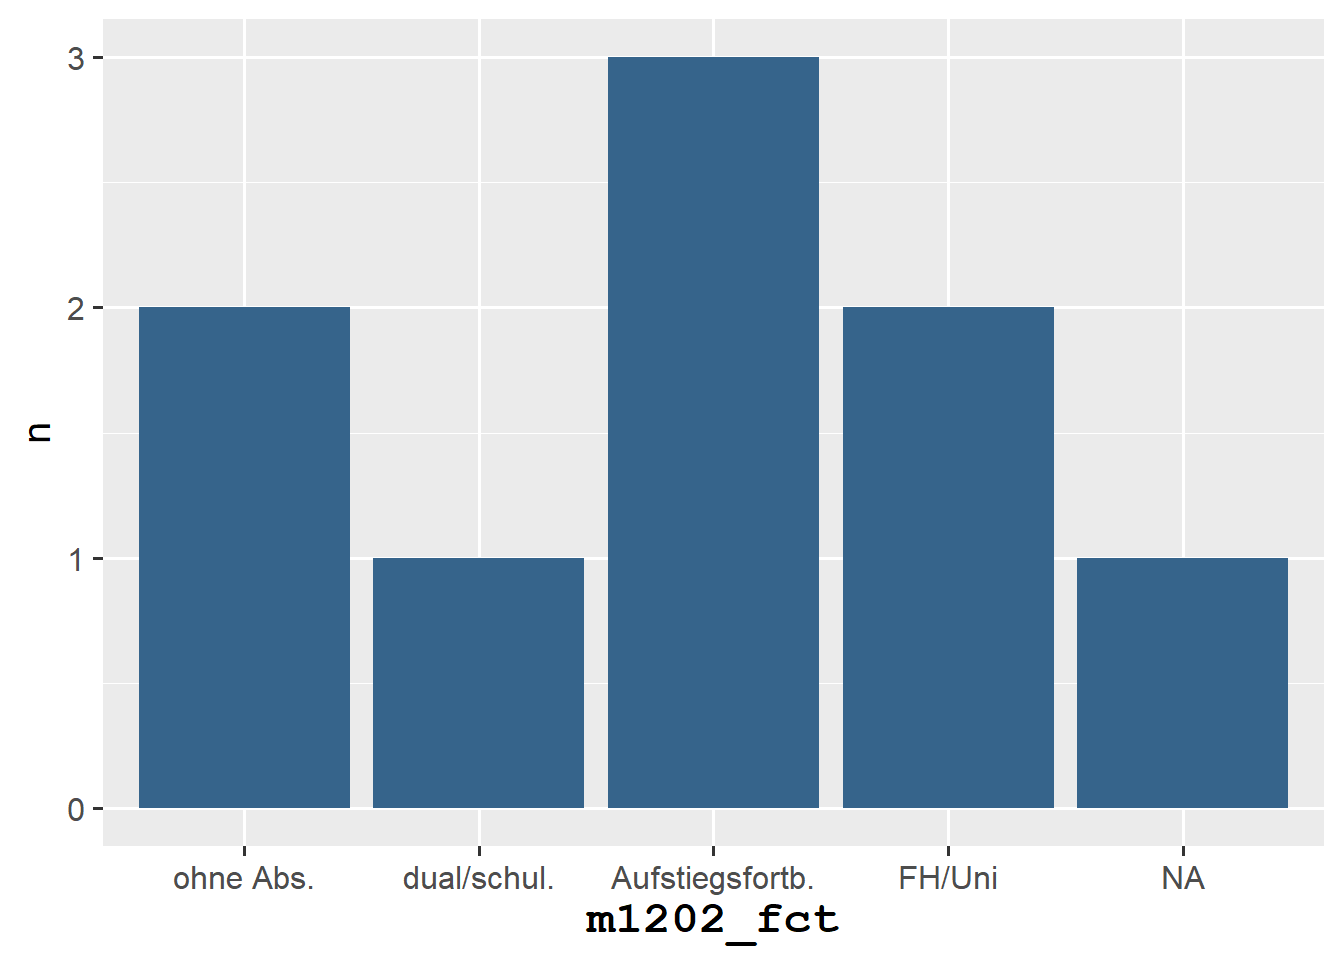 3
2
1
0
n
ohne Abs.
dual/schul.
Aufstiegsfortb.
FH/Uni
NA
m1202_fct